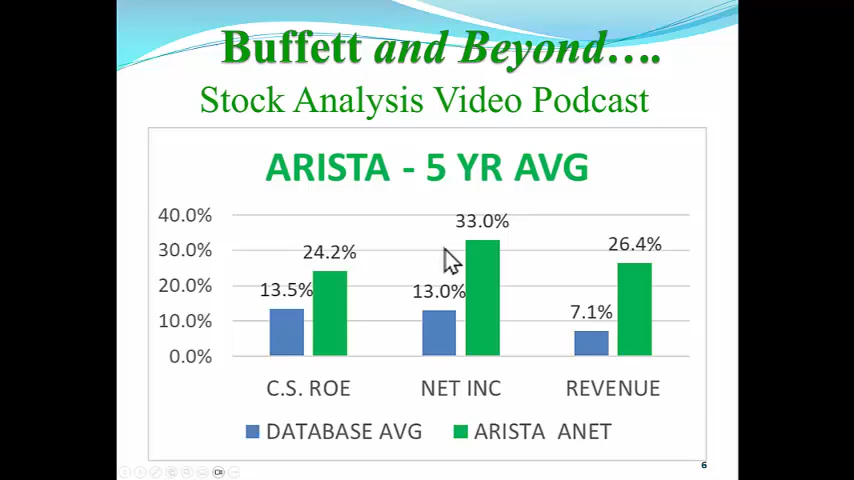 Buffett and Beyond….
Stock Analysis Video Podcast
ARISTA - 5 YR AVG
40.0%
30.0%
20.0%
10.0%
0.0%
13.5%
24.2%
13.0%
33.0%
7.1%
26.4%
C.S. ROE
NET INC
REVENUE
DATABASE AVG
ARISTA ANET
6